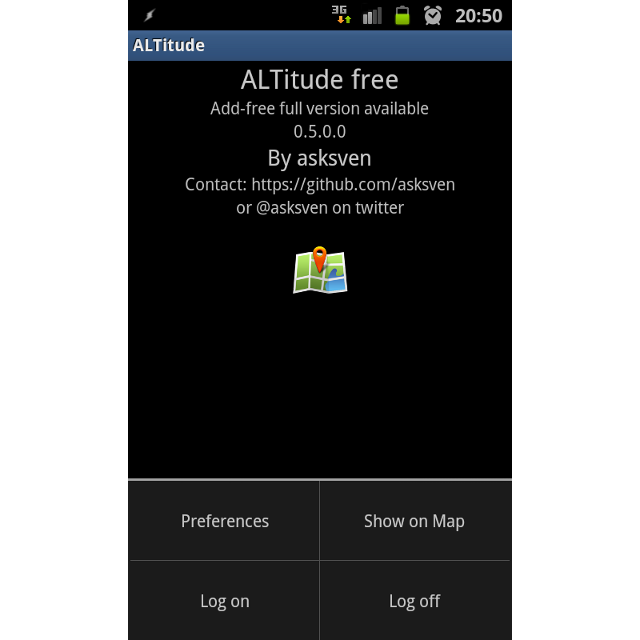 3G 20:50
ALTitude
ALTitude free
Add-free full version available
0.5.0.0
By asksven
Contact: https://github.com/asksven
or @asksven on twitter
Preferences Show on Map
Log on Log off